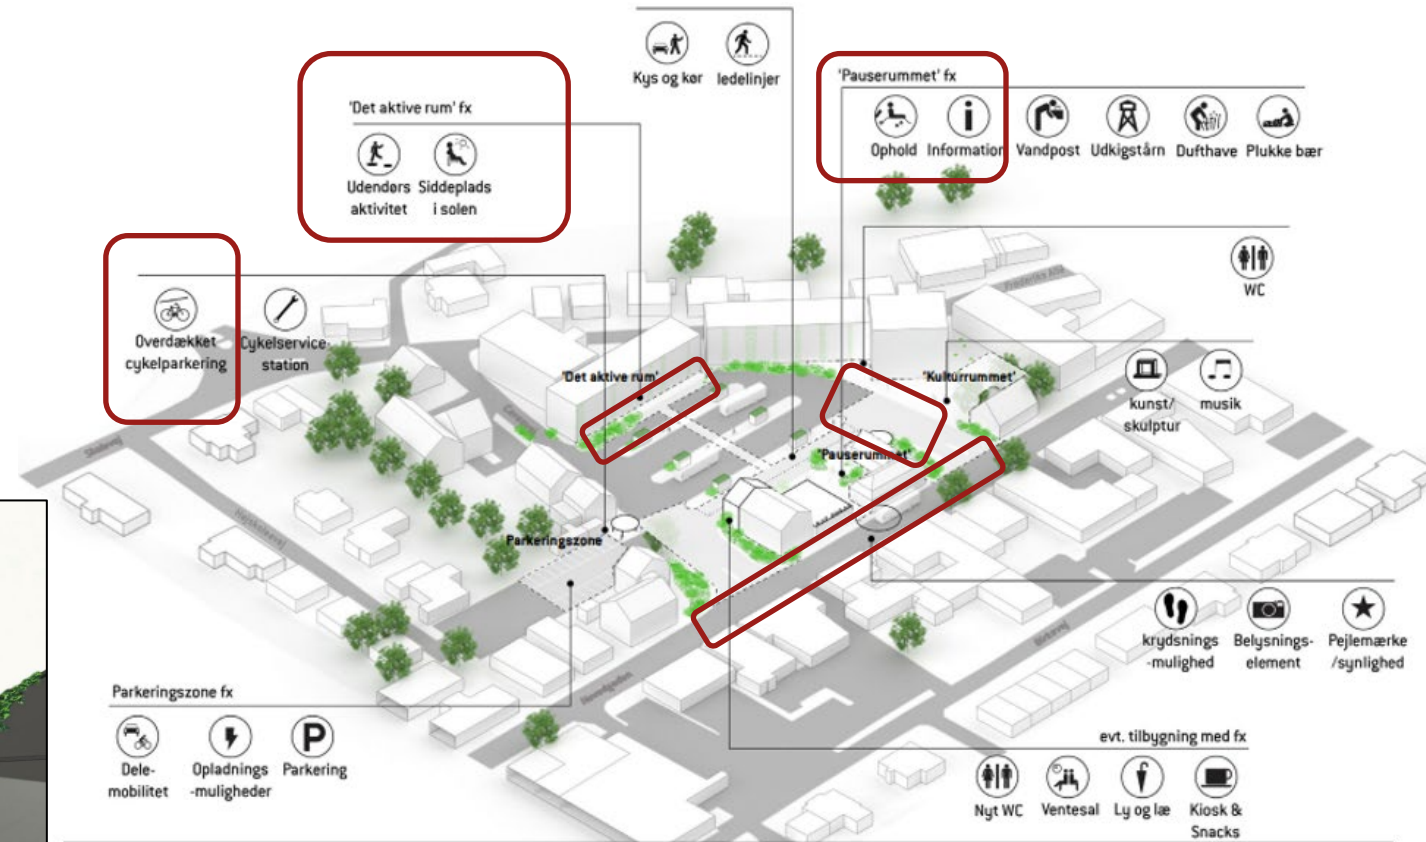 Kys og kør
ledelinjer
'Pauserummet' fx
Ophold
Information
Vandpost
Udkigstårn
Dufthave
Plukke bær
'Det aktive rum' fx
Udendørs
aktivitet
Siddeplads
i solen
WC
Overdækket
cykelparkering
Cykelservice-
station
Frederiks Allé
'Det aktive rum'
'Kulturrummet'
kunst/
skulptur
musik
'Pauserummet'
Parkeringszone
krydsnings
-mulighed
Belysnings-
element
Pejlemærke
/synlighed
Parkeringszone fx
Dele-
mobilitet
Opladnings
-muligheder
P
Parkering
evt. tilbygning med fx
Nyt WC
Ventesal
Ly og læ
Kiosk &
Snacks